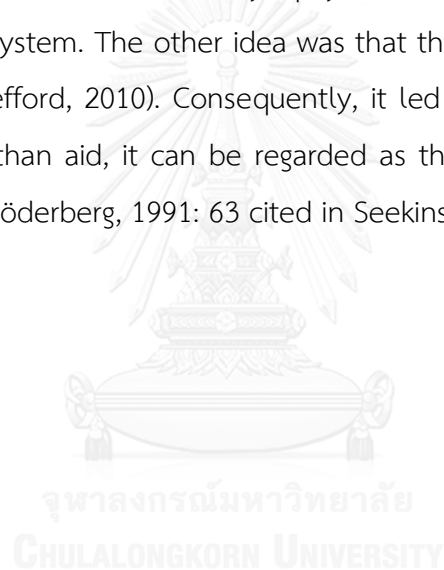 ystem. The other idea was that th
efford, 2010). Consequently, it led
than aid, it can be regarded as th
öderberg, 1991: 63 cited in Seekins
จุฬาลงกรณ์มหาวิทยาลัย
CHULALONGKORN UNIVERSITY